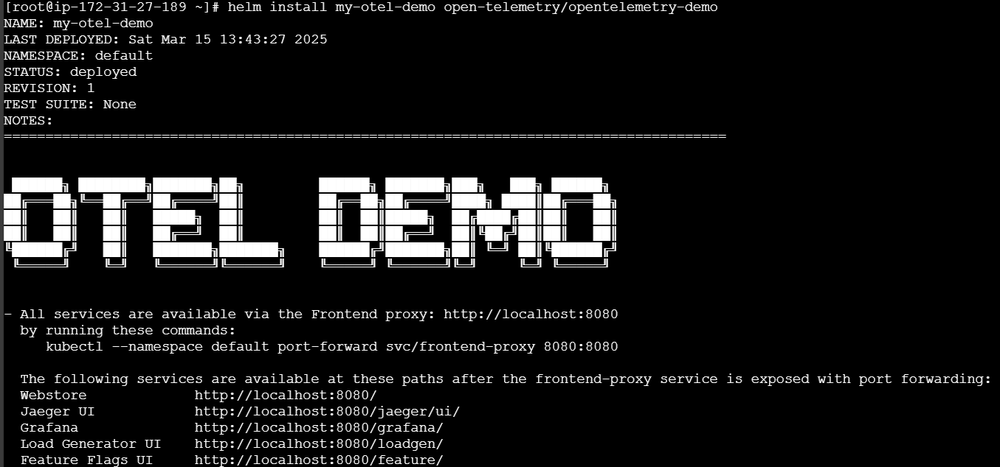 [root@ip-172-31-27-189 ~]# helm install my-otel-demo open-telemetry/opentelemetry-demo
NAME: my-otel-demo
LAST DEPLOYED: Sat Mar 15 13:43:27 2025
NAMESPACE: default
STATUS: deployed
REVISION: 1
TEST SUITE: None
NOTES:
=======================================================================================
OTEL DEMO
- All services are available via the Frontend proxy: http://localhost:8080
by running these commands:
kubectl --namespace default port-forward svc/frontend-proxy 8080:8080
The following services are available at these paths after the frontend-proxy service is exposed with port forwarding:
Webstore http://localhost:8080/
Jaeger UI http://localhost:8080/jaeger/ui/
Grafana http://localhost:8080/grafana/
Load Generator UI http://localhost:8080/loadgen/
Feature Flags UI http://localhost:8080/feature/